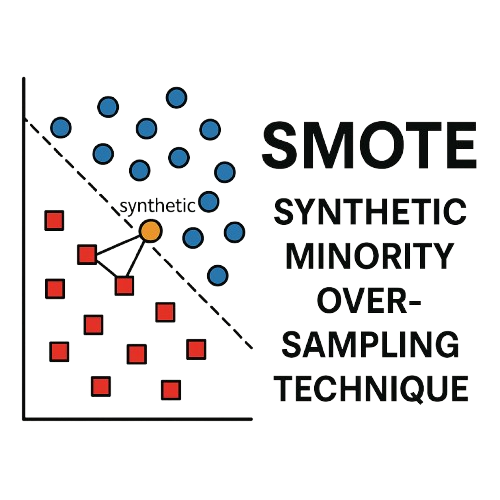 synthetic
SMOTE
SYNTHETIC
MINORITY
OVER-
SAMPLING
TECHNIQUE